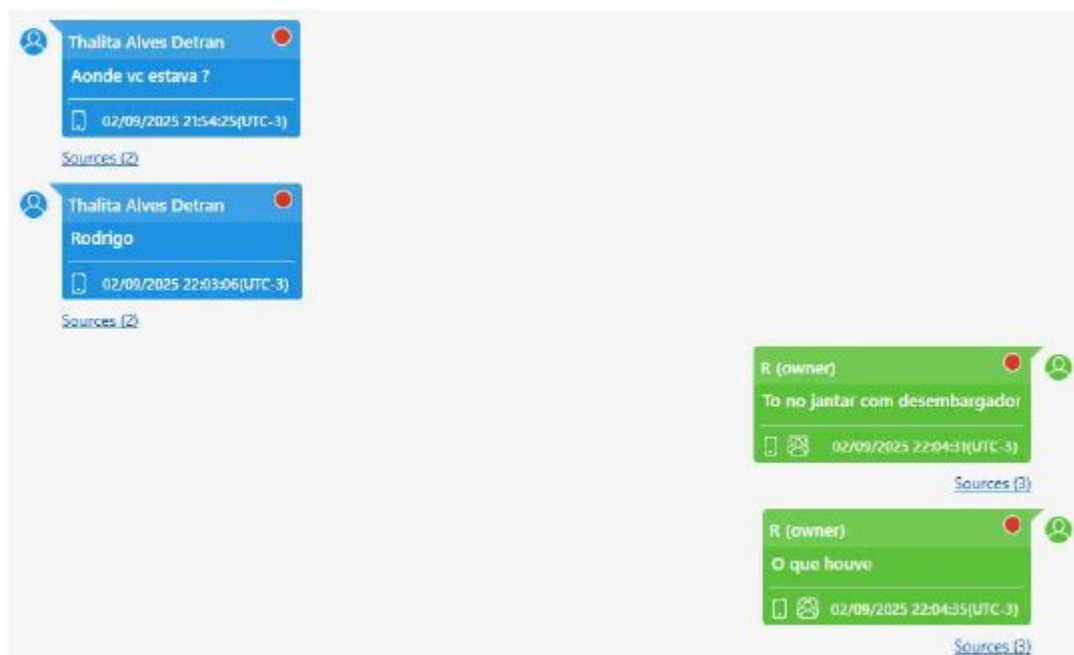 Thalita Alves Detran
Aonde vc estava ?
02/09/2025 21:54:25(UTC-3)
Sources (2)
Thalita Alves Detran
Rodrigo
02/09/2025 22:03:06(UTC-3)
Sources (2)
R (owner)
To no jantar com desembargador
02/09/2025 22:04:31(UTC-3)
Sources (3)
R (owner)
O que houve
02/09/2025 22:04:35(UTC-3)
Sources (3)